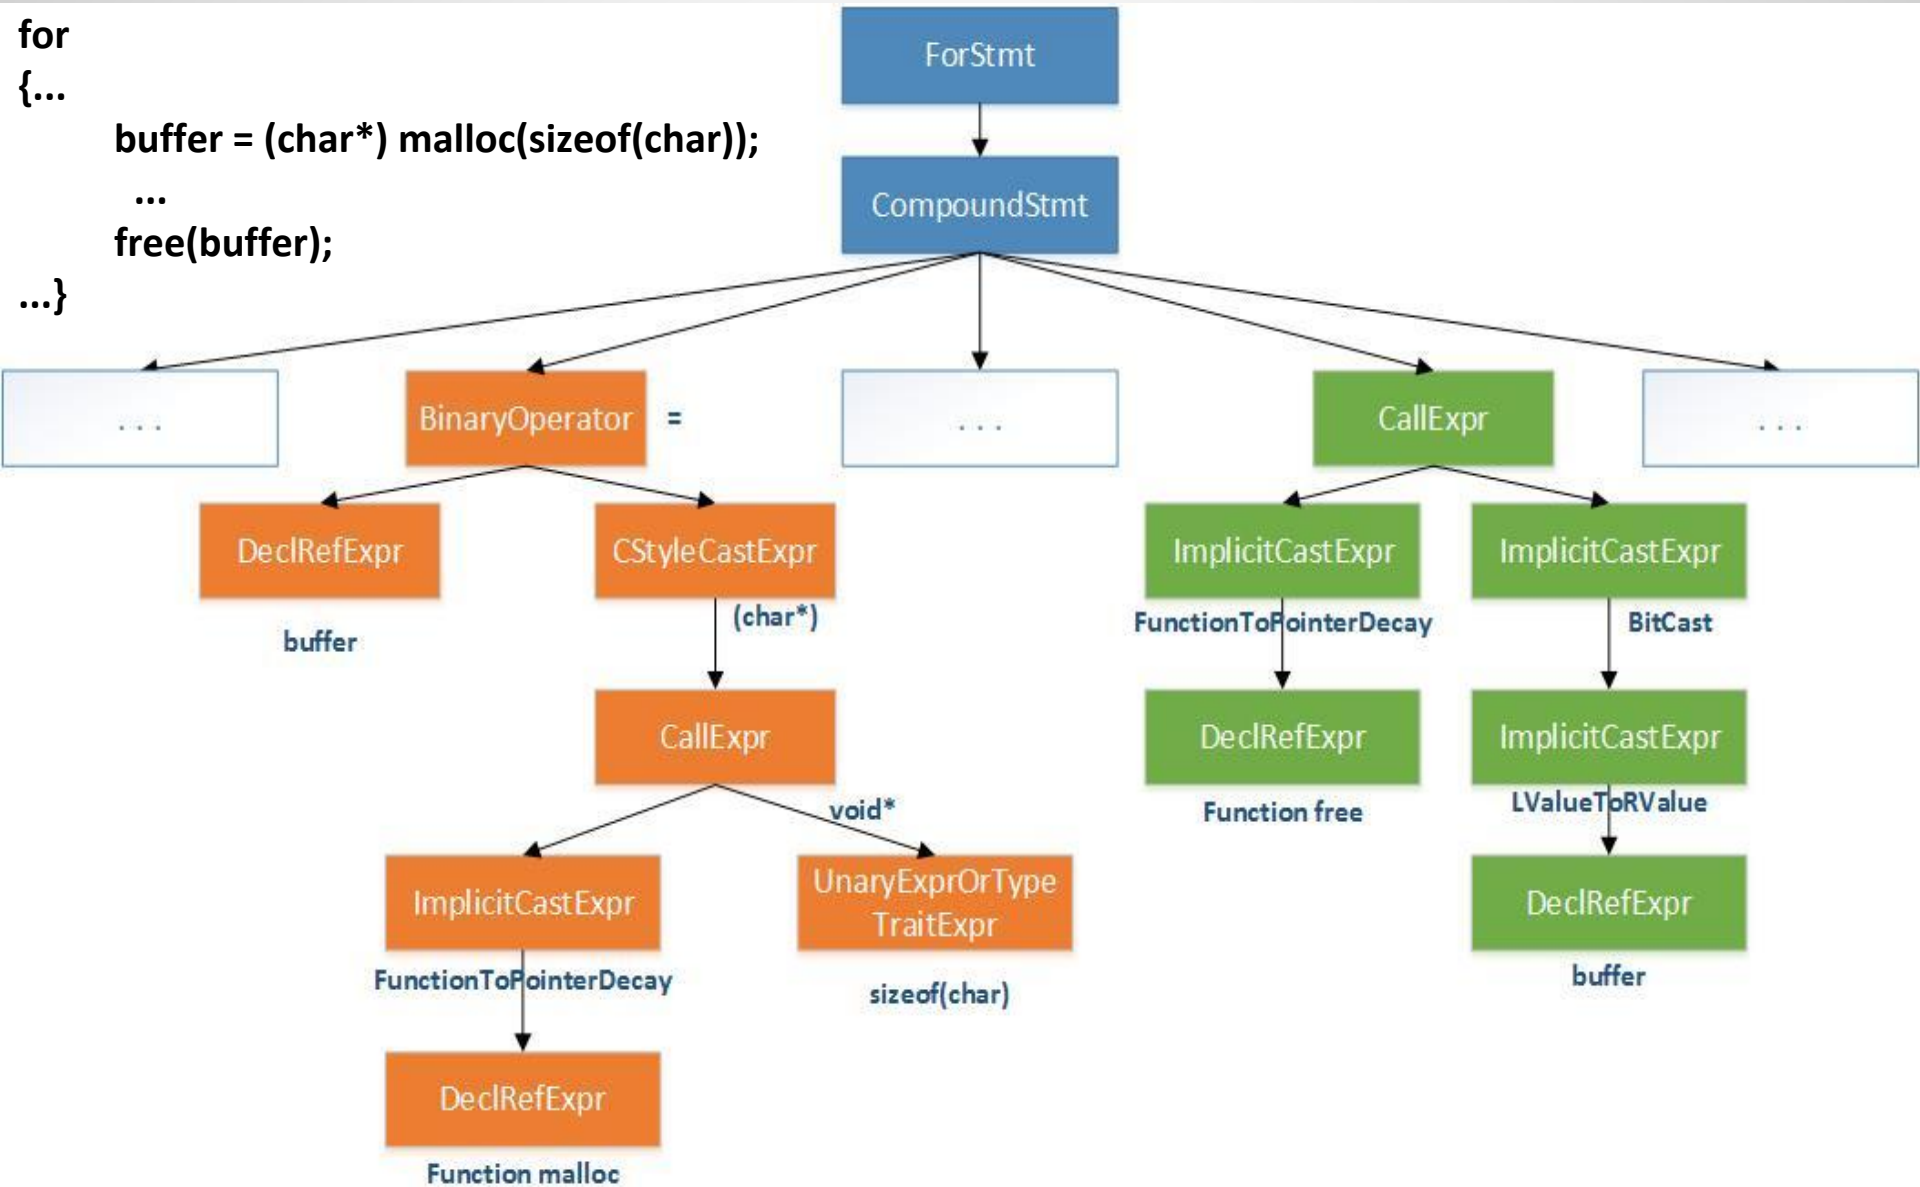 for
{...
buffer = (char*) malloc(sizeof(char));
...
free(buffer);
...}
ForStmt
CompoundStmt
. . .
BinaryOperator
=
. . .
CallExpr
. . .
DeclRefExpr
buffer
CStyleCastExpr
(char*)
ImplicitCastExpr
FunctionToPointerDecay
ImplicitCastExpr
BitCast
CallExpr
void*
DeclRefExpr
Function free
ImplicitCastExpr
LValueToRValue
ImplicitCastExpr
FunctionToPointerDecay
UnaryExprOrType
TraitExpr
sizeof(char)
DeclRefExpr
buffer
DeclRefExpr
Function malloc